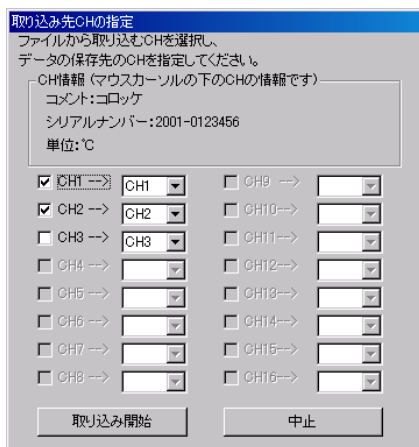 取り込み先CHの指定
ファイルから取り込むCHを選択し、
データの保存先のCHを指定してください。
CH情報 (マウスカーソルの下のCHの情報です)
コメント:コロッケ
シリアルナンバー:2001-0123456
単位:℃
CH1 --> CH1
CH2 --> CH2
CH3 --> CH3
CH4 -->
CH5 -->
CH6 -->
CH7 -->
CH8 -->
CH9 -->
CH10-->
CH11-->
CH12-->
CH13-->
CH14-->
CH15-->
CH16-->
取り込み開始
中止